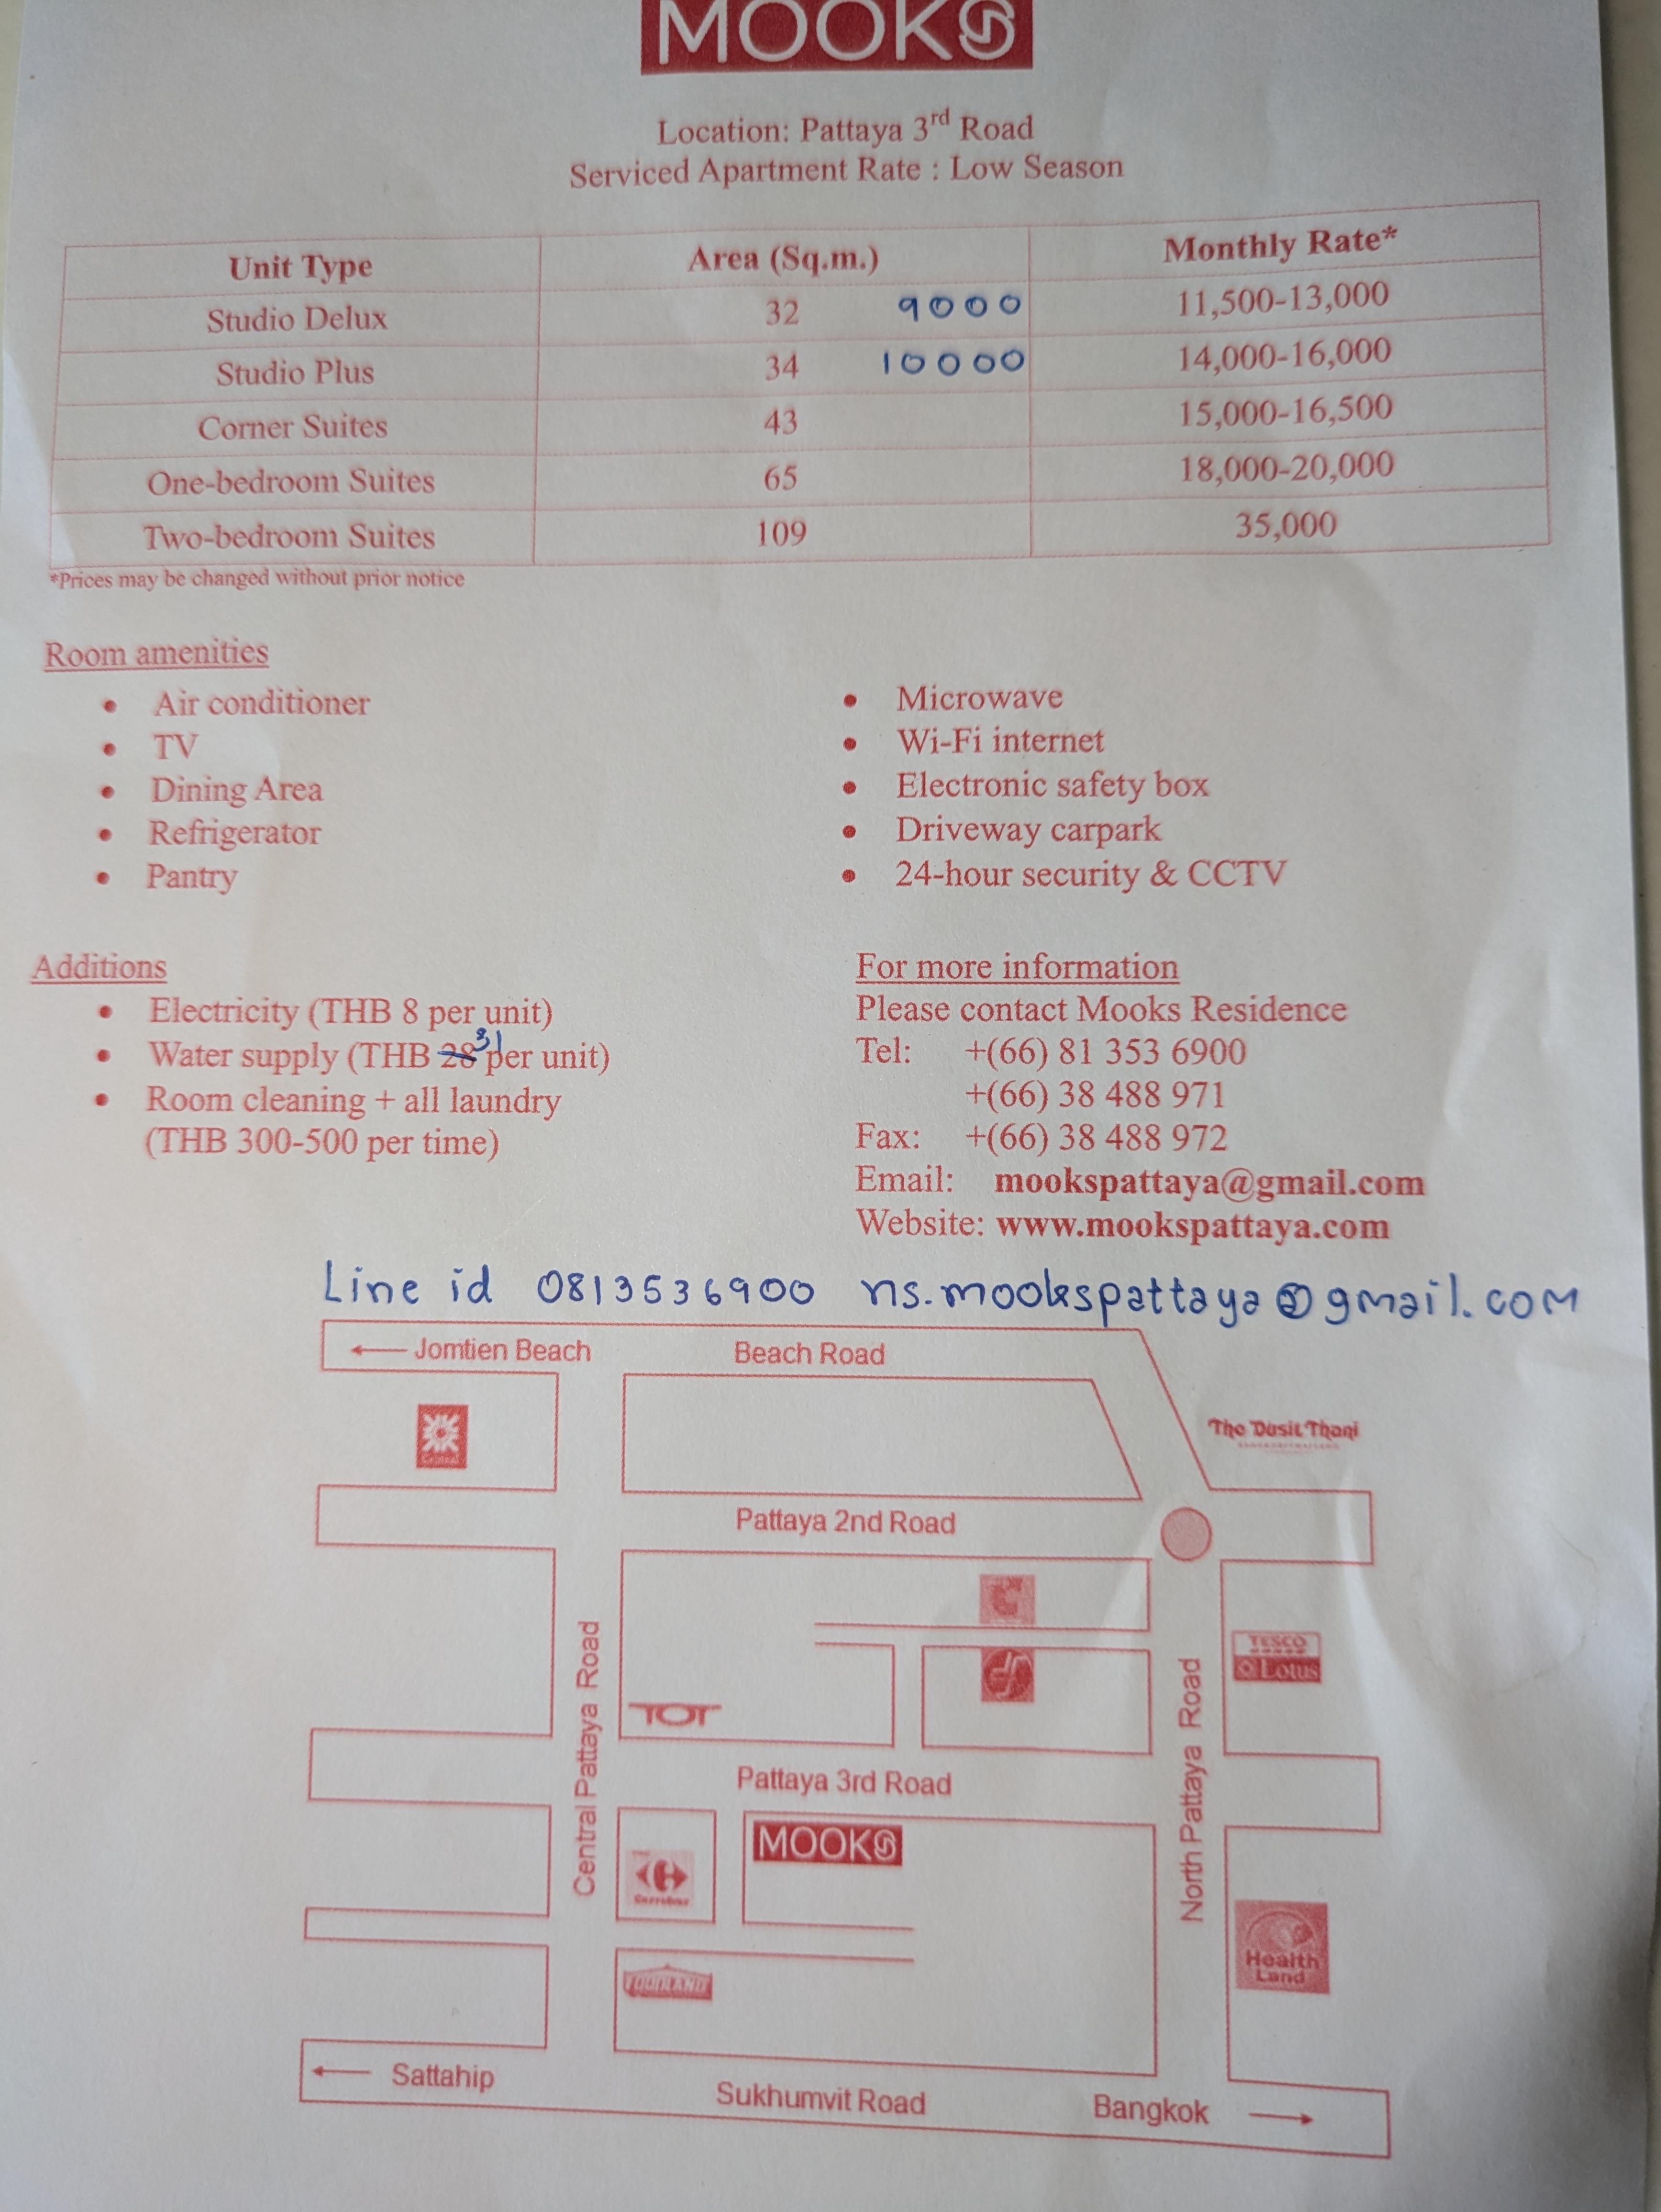 MOOKS
Location: Pattaya 3rd Road
Serviced Apartment Rate : Low Season
Unit Type Area (Sq.m.) Monthly Rate*
Studio Delux 32 9000 11,500-13,000
Studio Plus 34 10000 14,000-16,000
Corner Suites 43 15,000-16,500
One-bedroom Suites 65 18,000-20,000
Two-bedroom Suites 109 35,000
*Prices may be changed without prior notice
Room amenities
• Air conditioner
• TV
• Dining Area
• Refrigerator
• Pantry
• Microwave
• Wi-Fi internet
• Electronic safety box
• Driveway carpark
• 24-hour security & CCTV
Additions
• Electricity (THB 8 per unit)
• Water supply (THB 28 31 per unit)
• Room cleaning + all laundry
(THB 300-500 per time)
For more information
Please contact Mooks Residence
Tel: +(66) 81 353 6900
+(66) 38 488 971
Fax: +(66) 38 488 972
Email: mookspattaya@gmail.com
Website: www.mookspattaya.com
Line id 0813536900 ns.mookspattaya@gmail.com
Jomtien Beach Beach Road
The Dusit Thani
Central
Pattaya 2nd Road
Central Pattaya Road
North Pattaya Road
TESCO
Lotus
TOT
Pattaya 3rd Road
MOOKS
Carrefour
Health
Land
FOODLAND
Sattahip Sukhumvit Road Bangkok